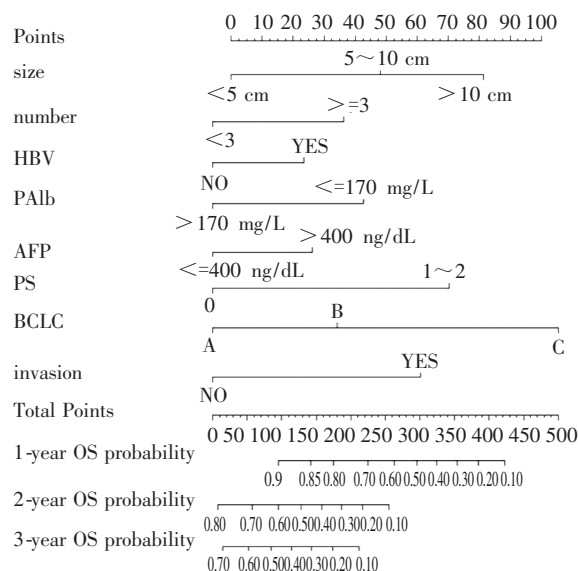 Points 0 10 20 30 40 50 60 70 80 90 100
size 5～10 cm
<5 cm >10 cm
number >=3
<3
HBV YES
NO
PAlb <=170 mg/L
>170 mg/L
AFP >400 ng/dL
<=400 ng/dL
PS 1～2
0
BCLC B
A C
invasion YES
NO
Total Points
0 50 100 150 200 250 300 350 400 450 500
1-year OS probability
0.9 0.85 0.80 0.70 0.60 0.50 0.40 0.30 0.20 0.10
2-year OS probability
0.80 0.70 0.60 0.50 0.40 0.30 0.20 0.10
3-year OS probability
0.70 0.60 0.50 0.40 0.30 0.20 0.10